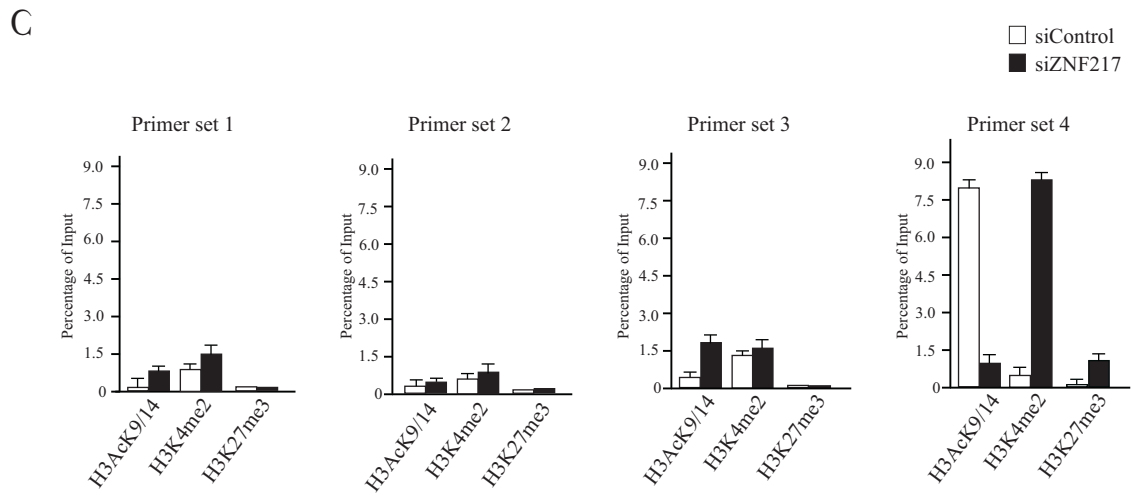 C
siControl
siZNF217
Primer set 1
Percentage of Input
9.0
7.5
6.0
4.5
3.0
1.5
0
H3AcK9/14
H3K4me2
H3K27me3
Primer set 2
Percentage of Input
9.0
7.5
6.0
4.5
3.0
1.5
0
H3AcK9/14
H3K4me2
H3K27me3
Primer set 3
Percentage of Input
9.0
7.5
6.0
4.5
3.0
1.5
0
H3AcK9/14
H3K4me2
H3K27me3
Primer set 4
Percentage of Input
9.0
7.5
6.0
4.5
3.0
1.5
0
H3AcK9/14
H3K4me2
H3K27me3